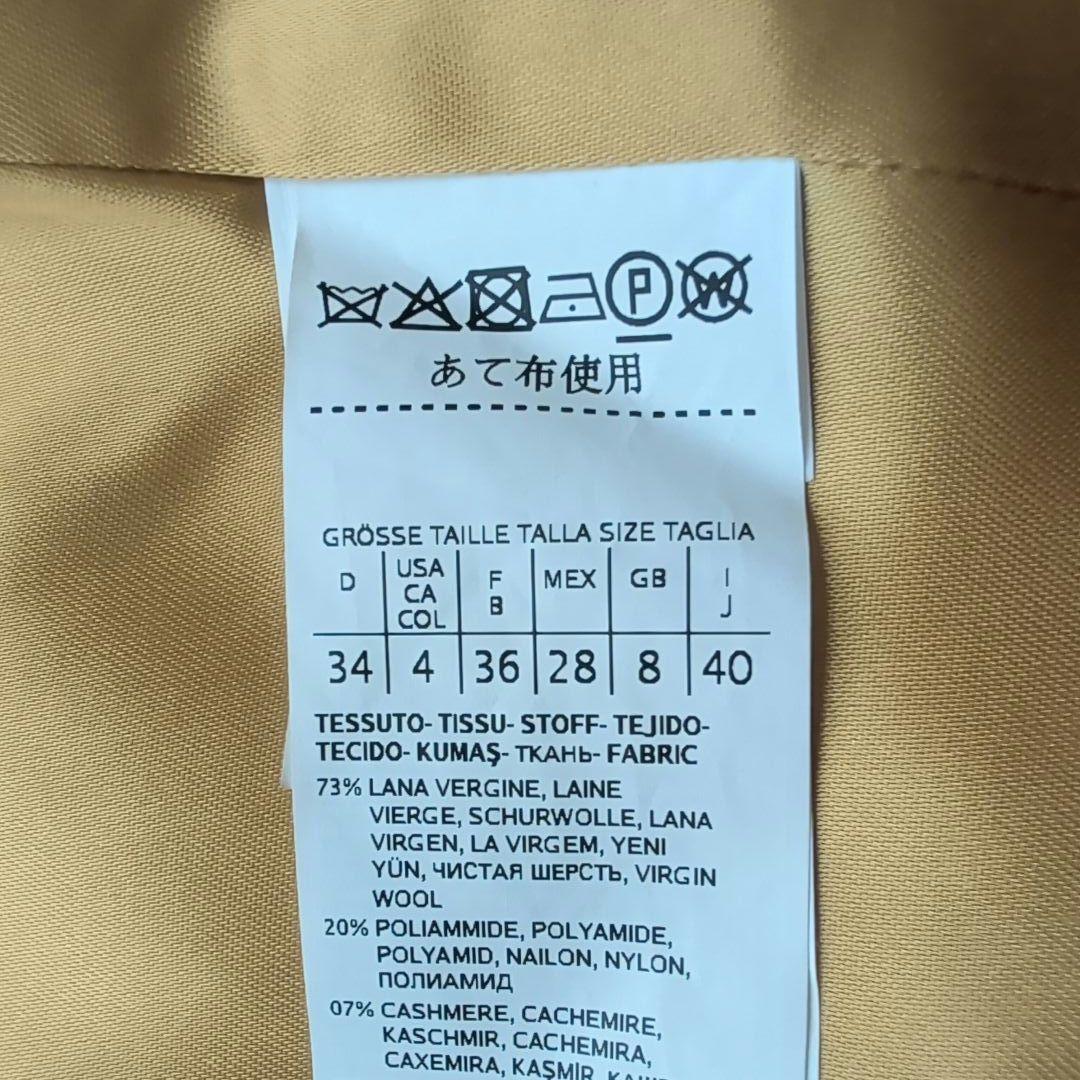 P W
あて布使用
GRÖSSE TAILLE TALLA SIZE TAGLIA
D USA CA COL F B MEX GB I J
34 4 36 28 8 40
TESSUTO- TISSU- STOFF- TEJIDO-
TECIDO- KUMAŞ- ТКАНЬ- FABRIC
73% LANA VERGINE, LAINE
VIERGE, SCHURWOLLE, LANA
VIRGEN, LA VIRGEM, YENI
YÜN, ЧИСТАЯ ШЕРСТЬ, VIRGIN
WOOL
20% POLIAMMIDE, POLYAMIDE,
POLYAMID, NAILON, NYLON,
ПОЛИАМИД
07% CASHMERE, CACHEMIRE,
KASCHMIR, CACHEMIRA,
CAXEMIRA, KAŞMİR,